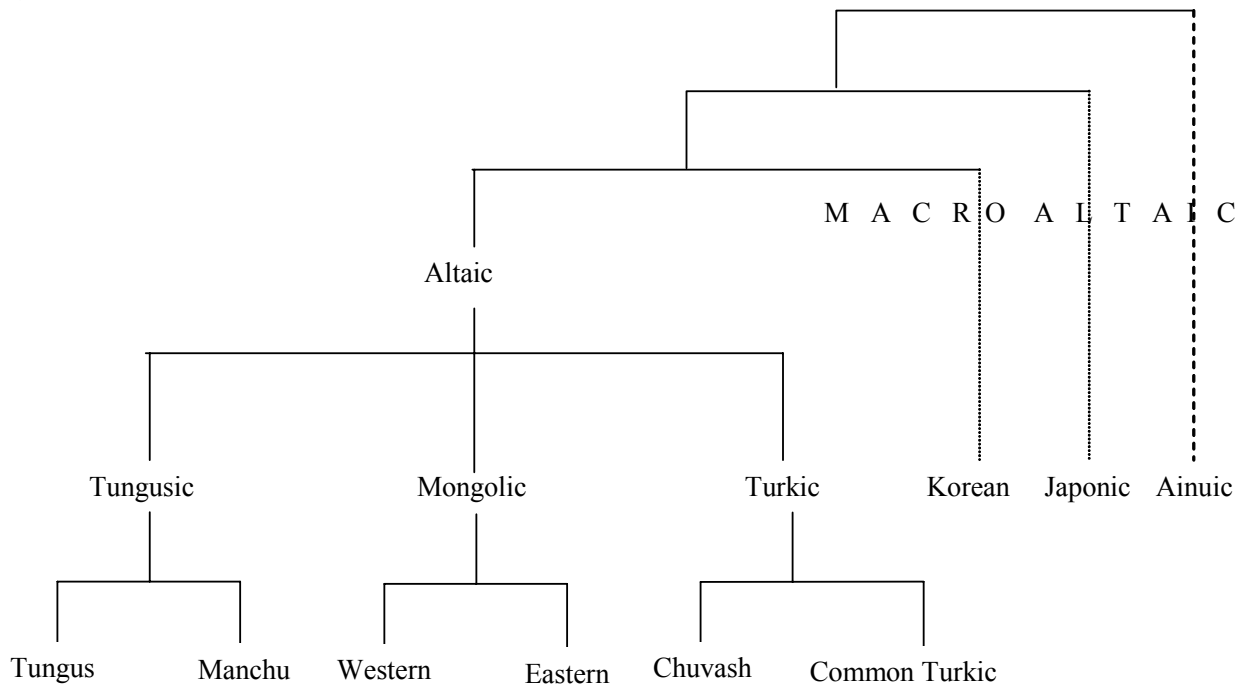 M A C R O A L T A I C
Altaic
Tungusic Mongolic Turkic Korean Japonic Ainuic
Tungus Manchu Western Eastern Chuvash Common Turkic